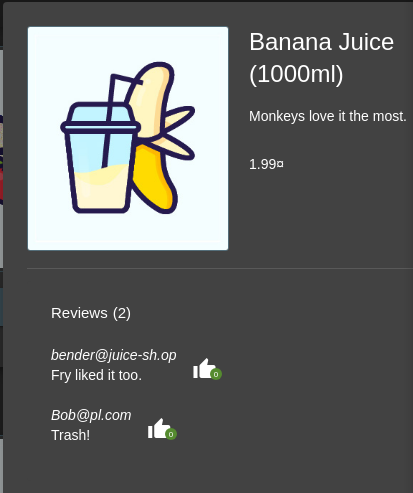 Banana Juice
(1000ml)
Monkeys love it the most.
1.99¤
Reviews (2)
bender@juice-sh.op
Fry liked it too.
0
Bob@pl.com
Trash!
0